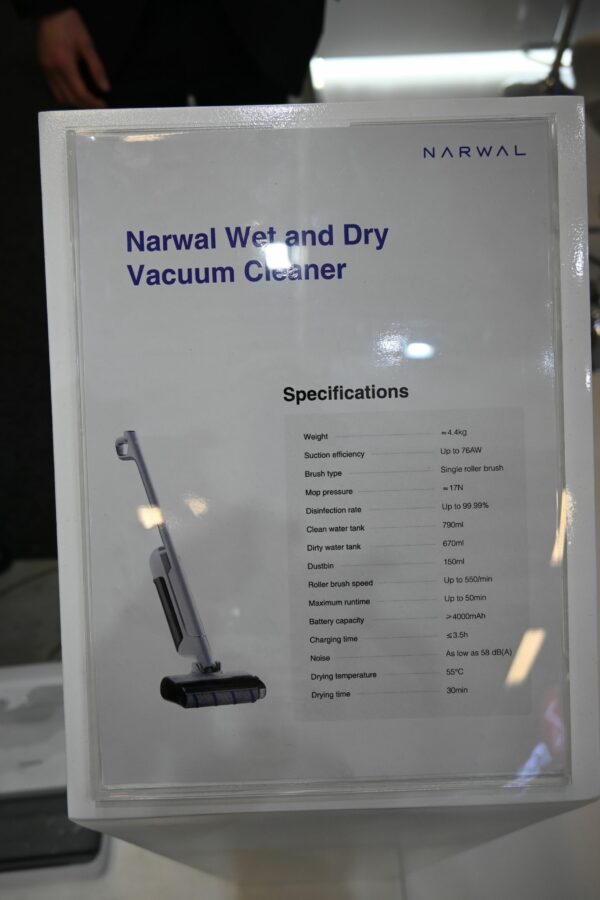 NARWAL
Narwal Wet and Dry
Vacuum Cleaner
Specifications
Weight ≈4.4kg
Suction efficiency Up to 76AW
Brush type Single roller brush
Mop pressure ≈17N
Disinfection rate Up to 99.99%
Clean water tank 790ml
Dirty water tank 670ml
Dustbin 150ml
Roller brush speed Up to 550/min
Maximum runtime Up to 50min
Battery capacity >4000mAh
Charging time ≤3.5h
Noise As low as 58 dB(A)
Drying temperature 55°C
Drying time 30min